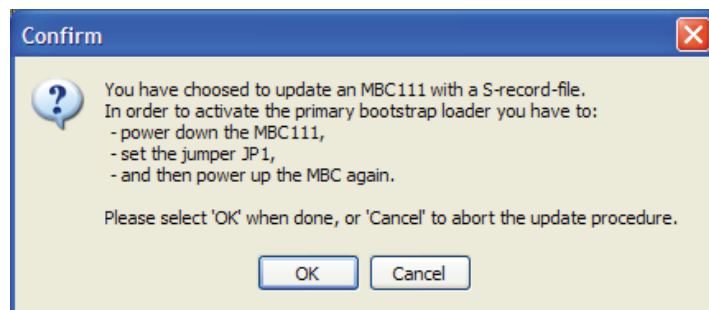 Confirm
You have choosed to update an MBC111 with a S-record-file.
In order to activate the primary bootstrap loader you have to:
- power down the MBC111,
- set the jumper JP1,
- and then power up the MBC again.
Please select 'OK' when done, or 'Cancel' to abort the update procedure.
OK
Cancel